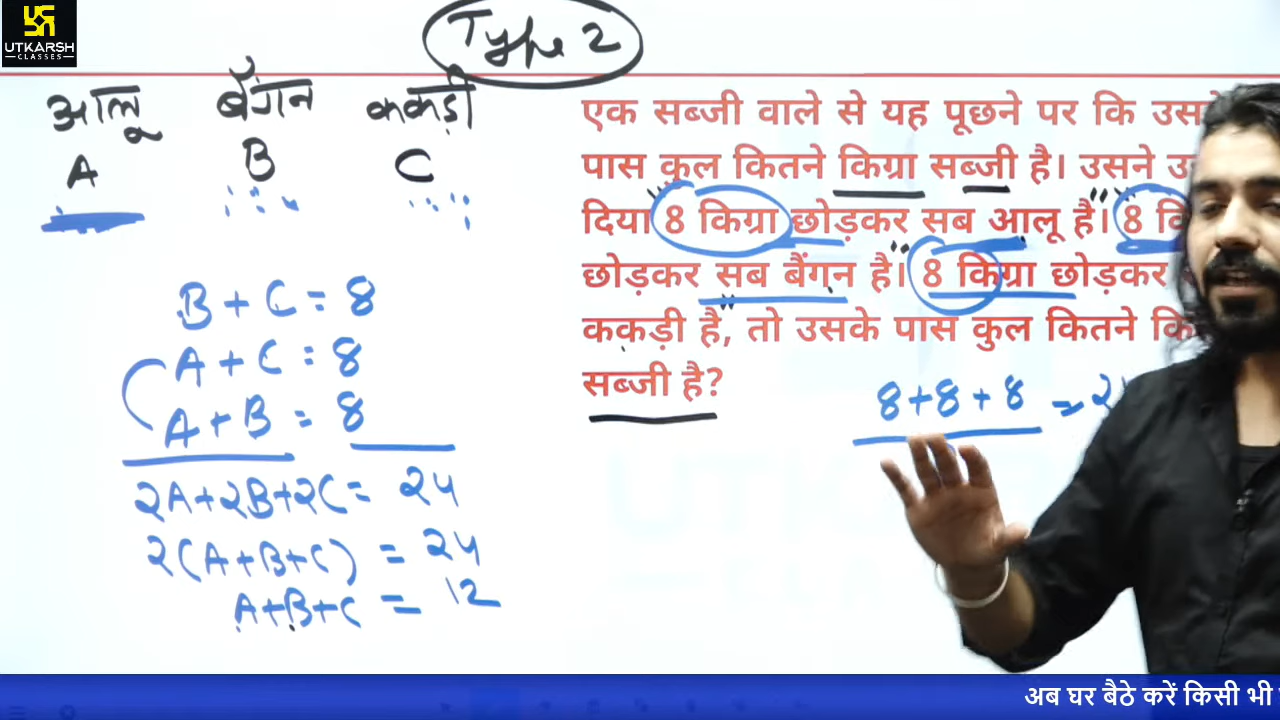 UTKARSH
CLASSES
Type 2
आलू बैंगन ककड़ी
A B C
B + C = 8
A + C = 8
A + B = 8
2A+2B+2C = 24
2(A+B+C) = 24
A+B+C = 12
एक सब्जी वाले से यह पूछने पर कि
पास कुल कितने किग्रा सब्जी है। उसने
दिया 8 किग्रा छोड़कर सब आलू है। 8
छोड़कर सब बैंगन है। 8 किग्रा छोड़कर
ककड़ी है, तो उसके पास कुल कितने
सब्जी है?
8+8+8 =
अब घर बैठे करें किसी भी